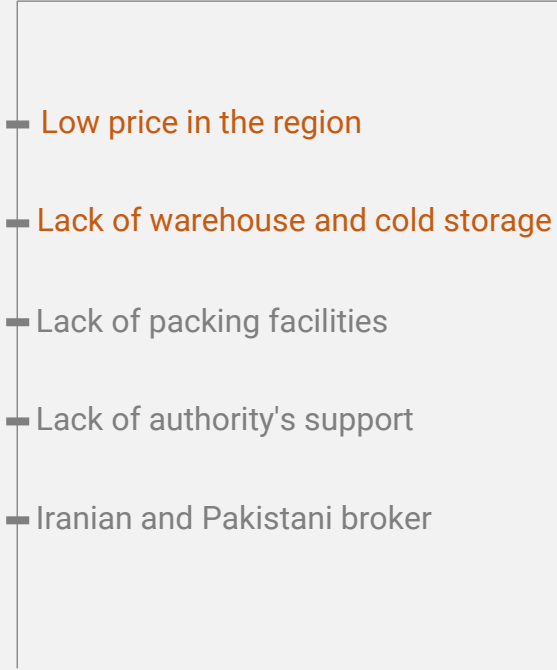 Low price in the region
Lack of warehouse and cold storage
Lack of packing facilities
Lack of authority's support
Iranian and Pakistani broker